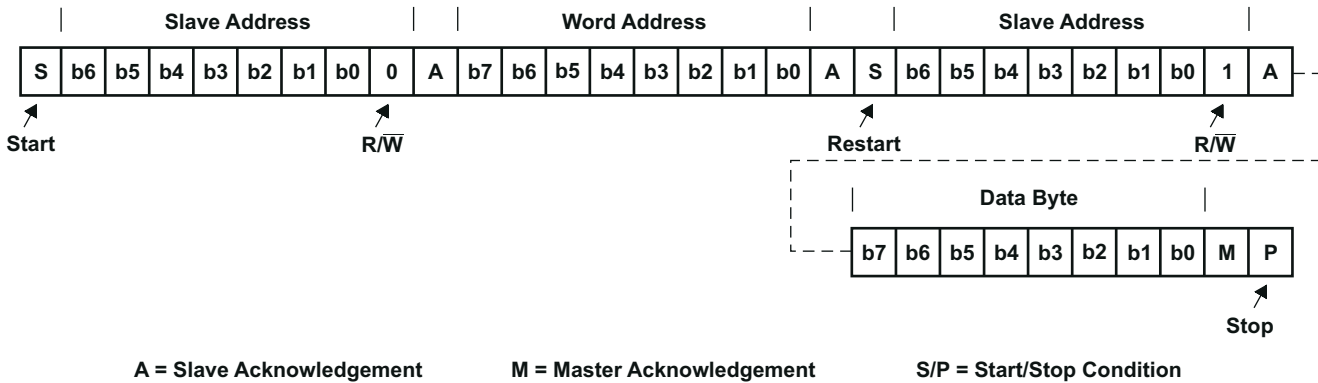 Slave Address Word Address Slave Address
S b6 b5 b4 b3 b2 b1 b0 0 A b7 b6 b5 b4 b3 b2 b1 b0 A S b6 b5 b4 b3 b2 b1 b0 1 A
Start R/W̅ Restart R/W̅
Data Byte
b7 b6 b5 b4 b3 b2 b1 b0 M P
Stop
A = Slave Acknowledgement M = Master Acknowledgement S/P = Start/Stop Condition